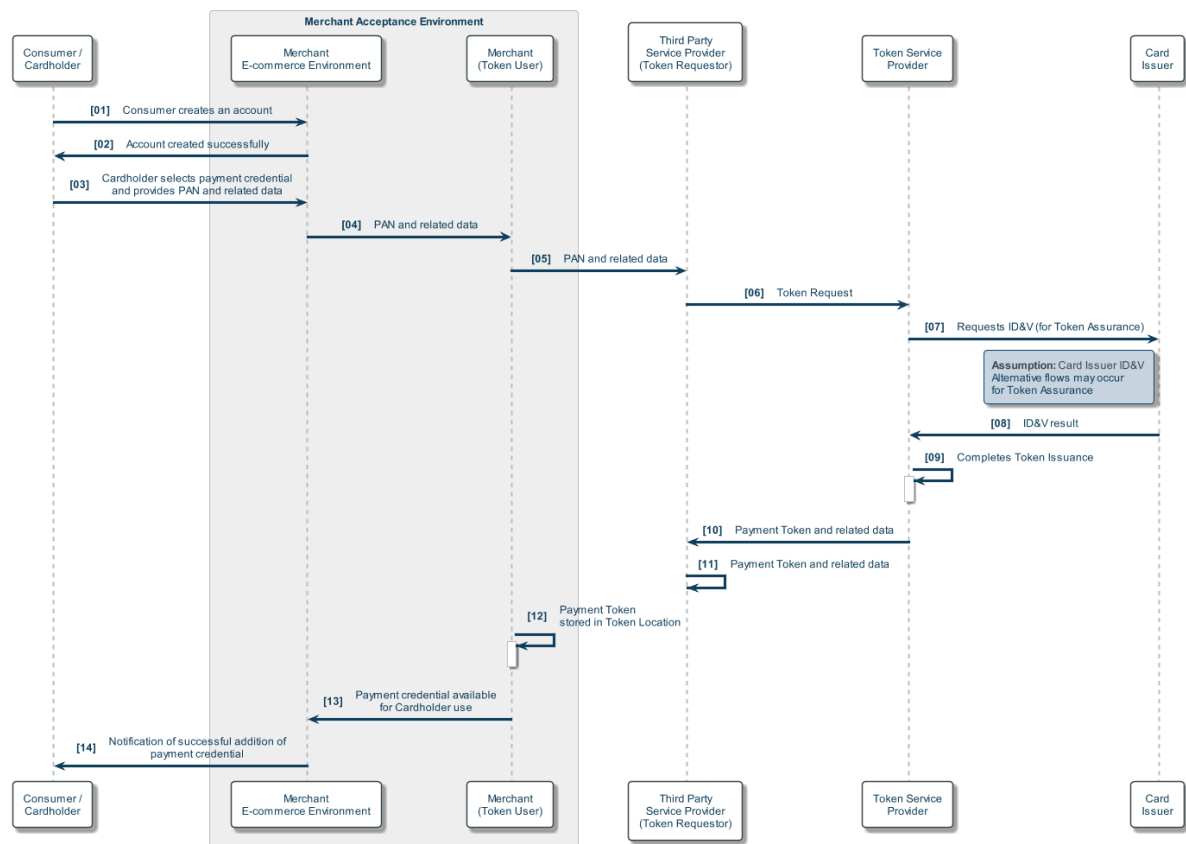 Merchant Acceptance Environment
Consumer /
Cardholder
Merchant
E-commerce Environment
Merchant
(Token User)
Third Party
Service Provider
(Token Requestor)
Token Service
Provider
Card
Issuer
[01] Consumer creates an account
[02] Account created successfully
[03] Cardholder selects payment credential
and provides PAN and related data
[04] PAN and related data
[05] PAN and related data
[06] Token Request
[07] Requests ID&V (for Token Assurance)
Assumption: Card Issuer ID&V
Alternative flows may occur
for Token Assurance
[08] ID&V result
[09] Completes Token Issuance
[10] Payment Token and related data
[11] Payment Token and related data
[12] Payment Token
stored in Token Location
[13] Payment credential available
for Cardholder use
[14] Notification of successful addition of
payment credential
Consumer /
Cardholder
Merchant
E-commerce Environment
Merchant
(Token User)
Third Party
Service Provider
(Token Requestor)
Token Service
Provider
Card
Issuer